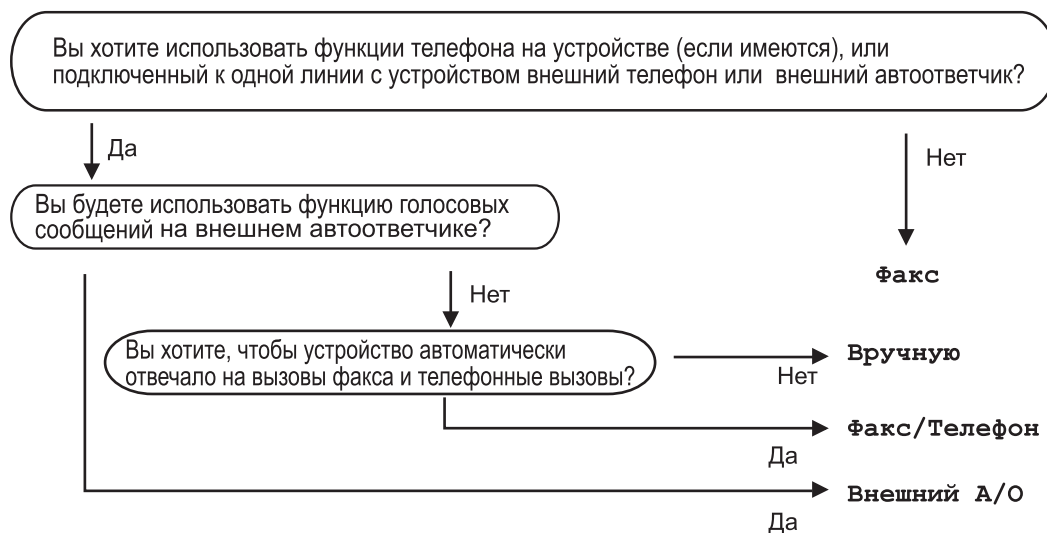 Вы хотите использовать функции телефона на устройстве (если имеются), или
подключенный к одной линии с устройством внешний телефон или внешний автоответчик?
Да
Нет
Вы будете использовать функцию голосовых
сообщений на внешнем автоответчике?
Факс
Нет
Вы хотите, чтобы устройство автоматически
отвечало на вызовы факса и телефонные вызовы?
Нет
Вручную
Да
Факс/Телефон
Да
Внешний А/О